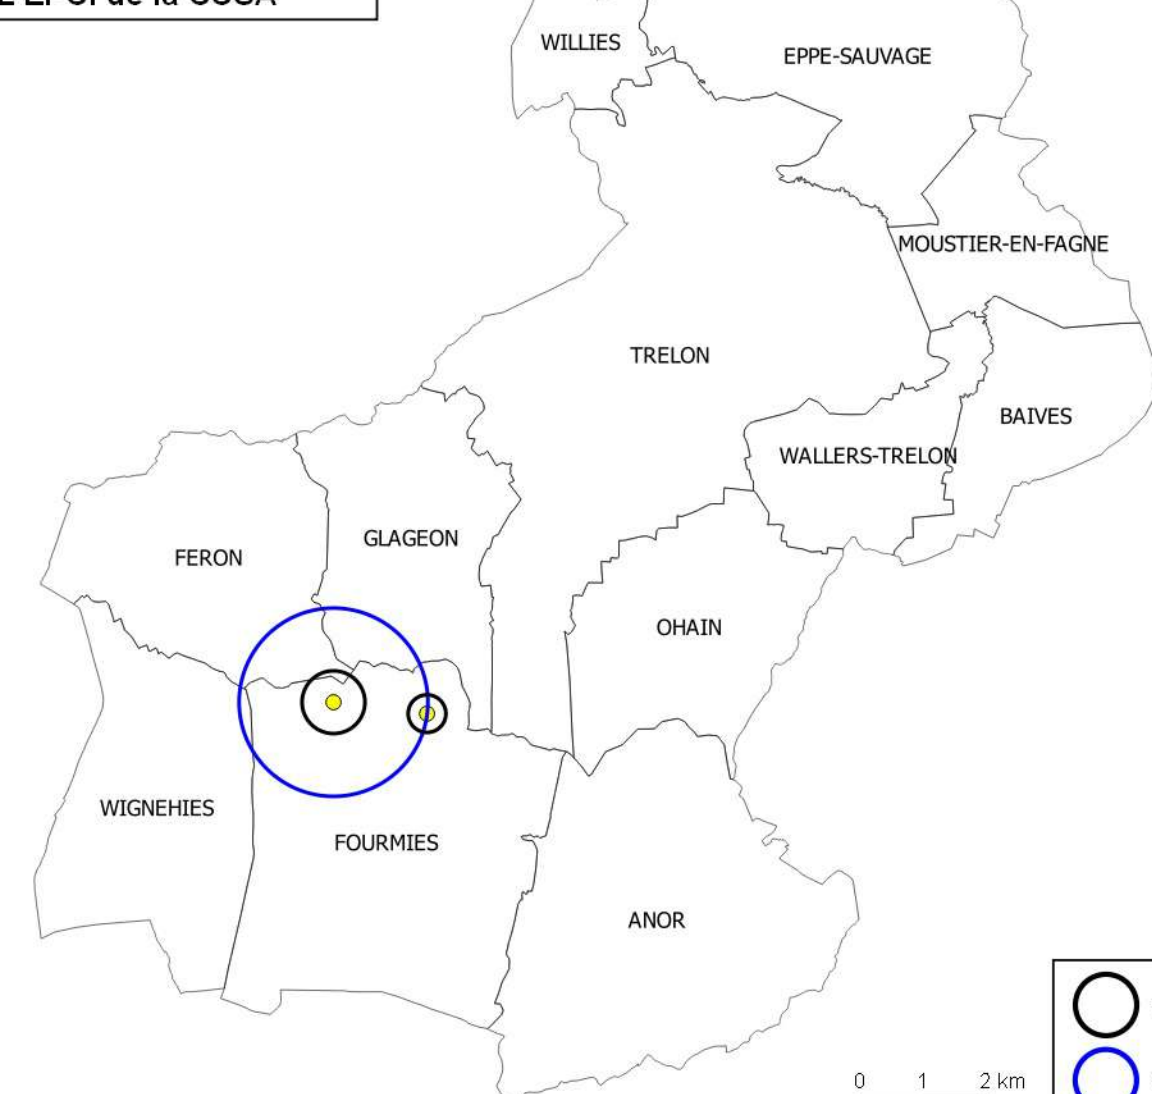 WILLIES
EPPE-SAUVAGE
MOUSTIER-EN-FAGNE
TRELON
BAIVES
WALLERS-TRELON
GLAGEON
FERON
OHAIN
WIGNEHIES
FOURMIES
ANOR
0 1 2 km